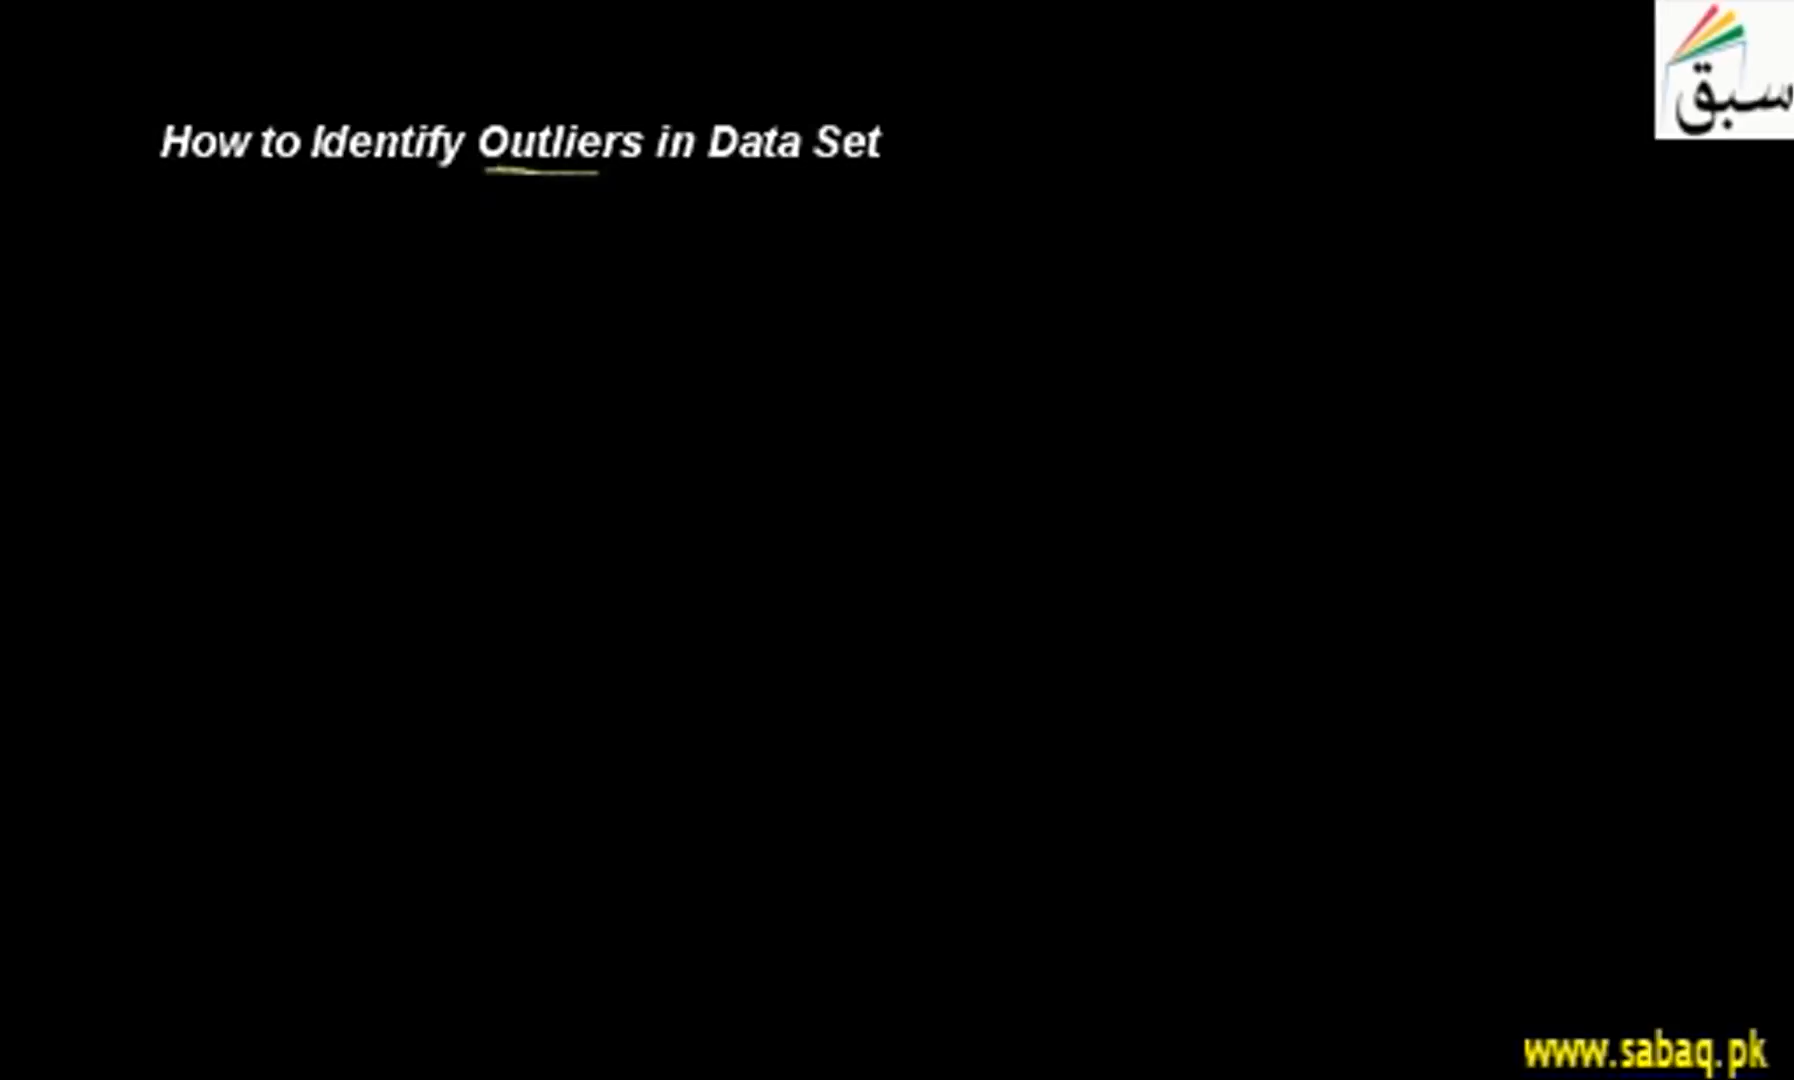 سبق
How to Identify Outliers in Data Set
www.sabaq.pk